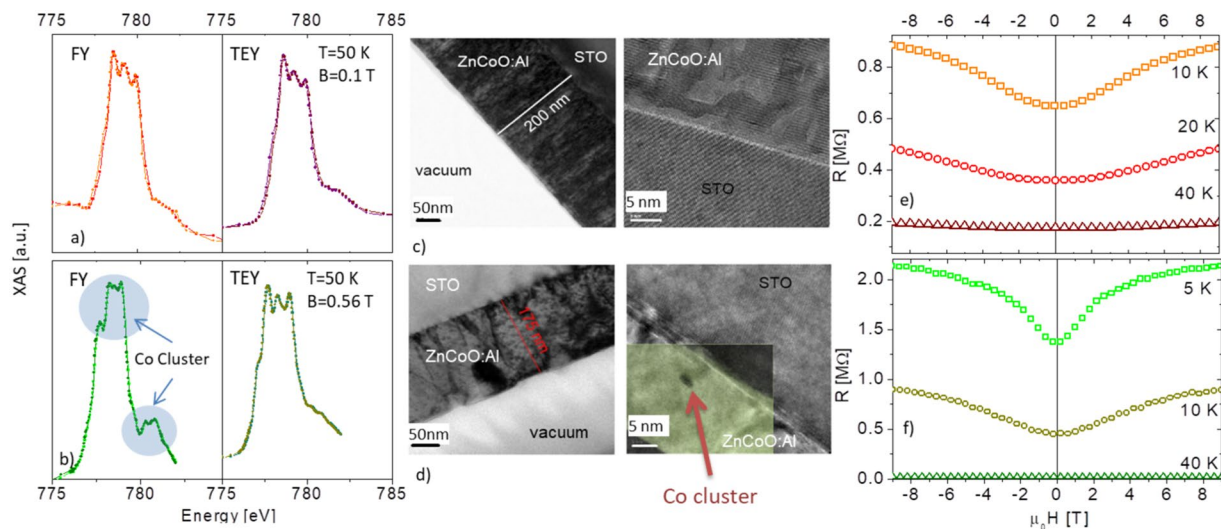 775 780 775 780 785
FY
TEY
T=50 K
B=0.1 T
a)
FY
TEY
T=50 K
B=0.56 T
Co Cluster
b)
XAS [a.u.]
775 780 775 780 785
Energy [eV]
ZnCoO:Al
STO
200 nm
vacuum
50nm
c)
ZnCoO:Al
STO
5 nm
STO
175 nm
ZnCoO:Al
50nm
vacuum
d)
STO
5 nm
ZnCoO:Al
Co cluster
-8 -6 -4 -2 0 2 4 6 8
0.8
0.6
0.4
0.2
R [MΩ]
10 K
20 K
e)
40 K
2.0
1.5
1.0
0.5
0.0
R [MΩ]
5 K
10 K
f)
40 K
-8 -6 -4 -2 0 2 4 6 8
μ₀H [T]